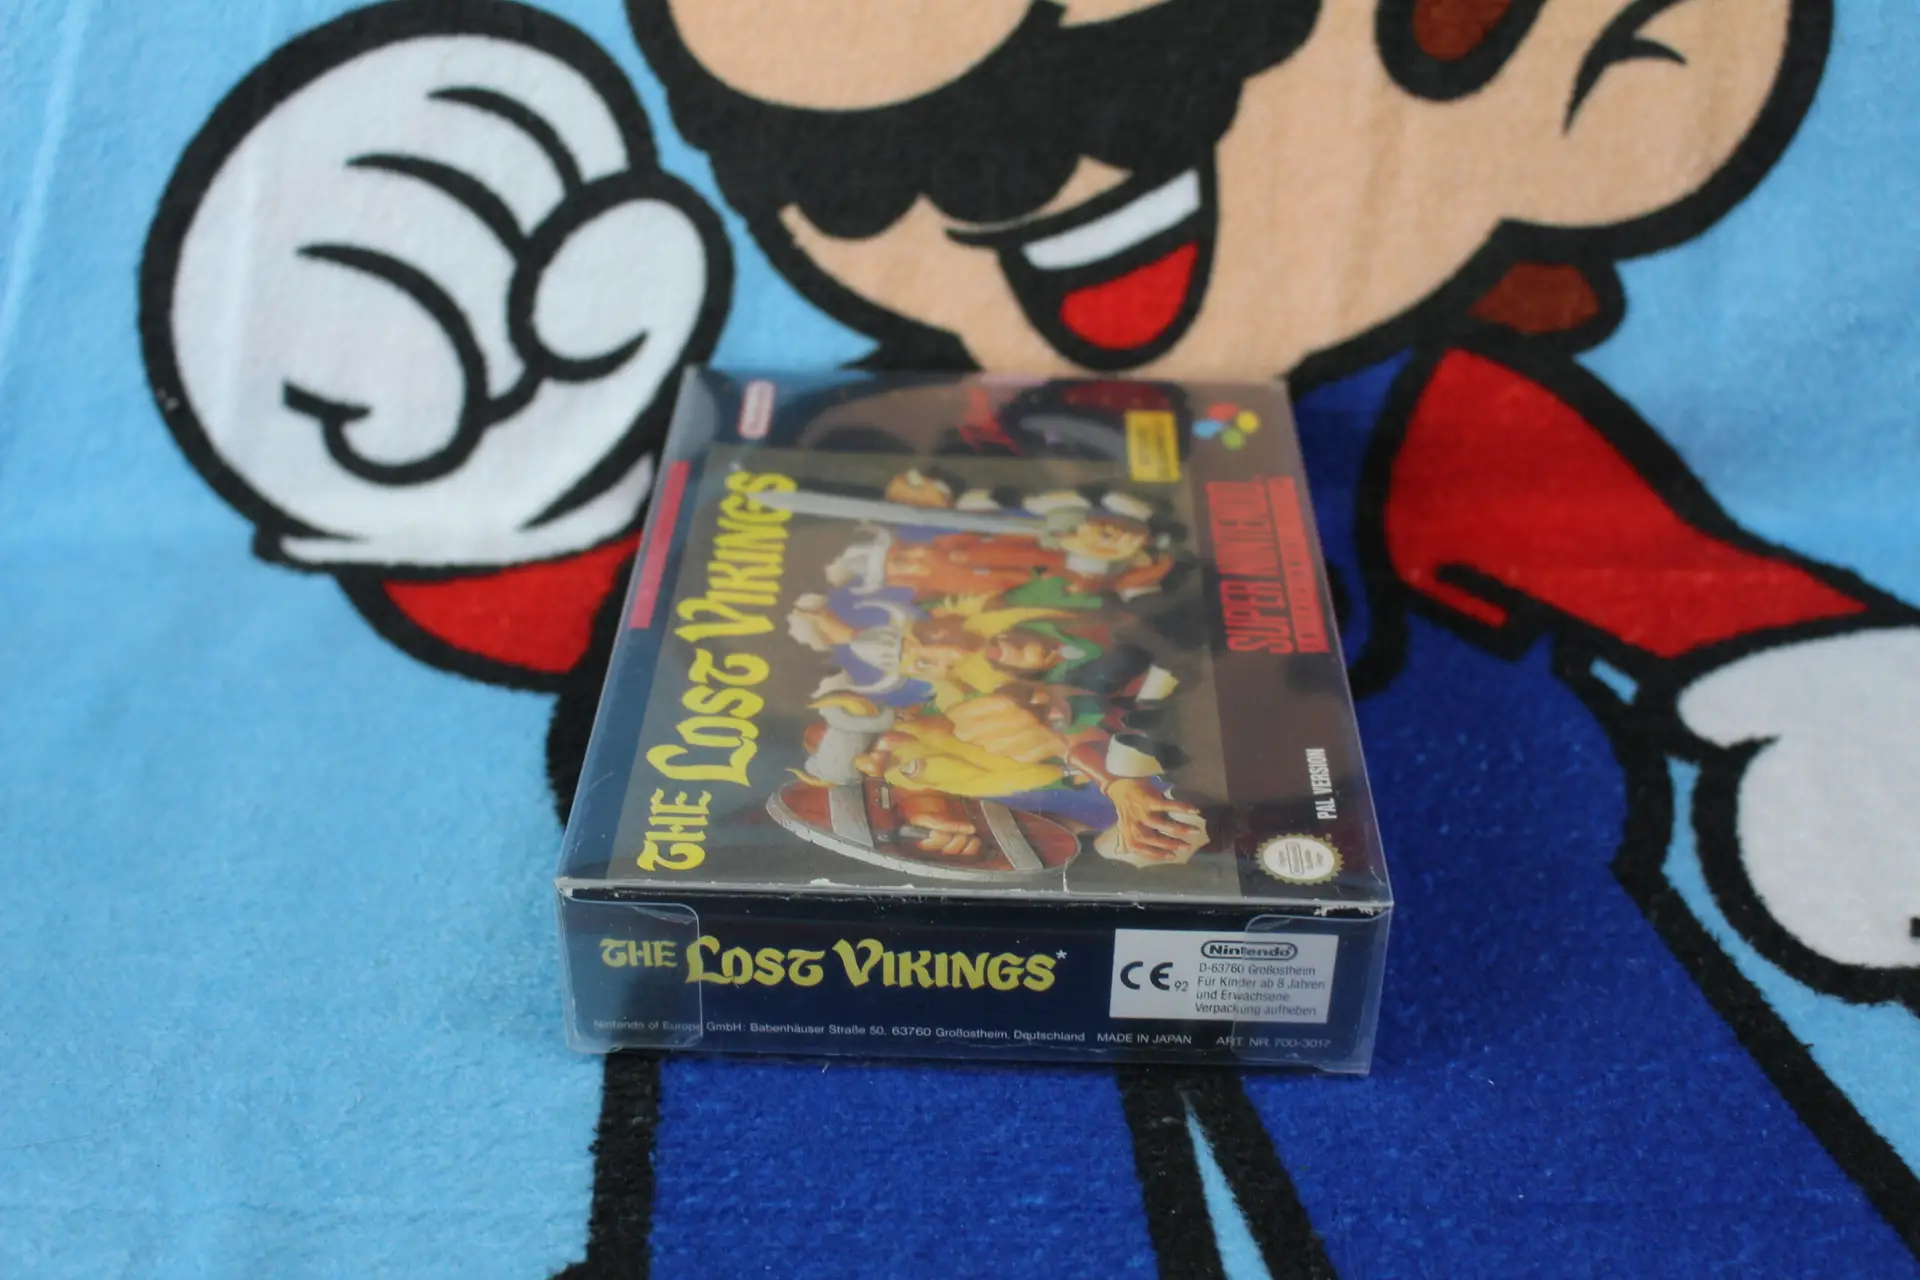 Nintendo
THE LOST VIKINGS
SUPER NINTENDO
PAL VERSION
THE LOST VIKINGS*
CE 92
Nintendo
D-63760 Großostheim
Für Kinder ab 8 Jahren
und Erwachsene
Verpackung aufheben
Nintendo of Europe GmbH: Babenhäuser Straße 50, 63760 Großostheim, Deutschland MADE IN JAPAN ART. NR. 700-3017